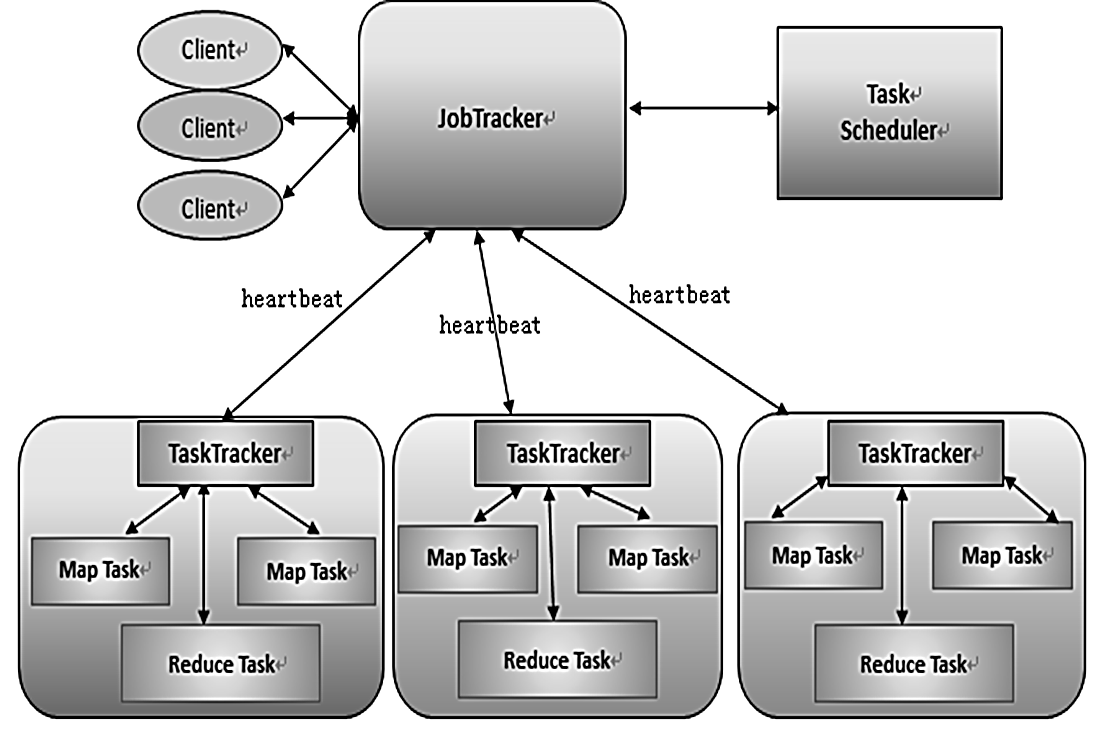 Client↵
Client↵
Client↵
JobTracker↵
Task↵
Scheduler↵
heartbeat
heartbeat
heartbeat
TaskTracker↵
Map Task↵
Map Task↵
Reduce Task↵
TaskTracker↵
Map Task↵
Map Task↵
Reduce Task↵
TaskTracker↵
Map Task↵
Map Task↵
Reduce Task↵